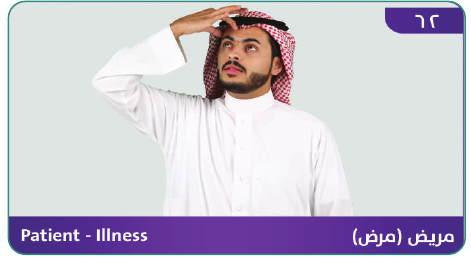 ٦٢
Patient - Illness
مريض (مرض)